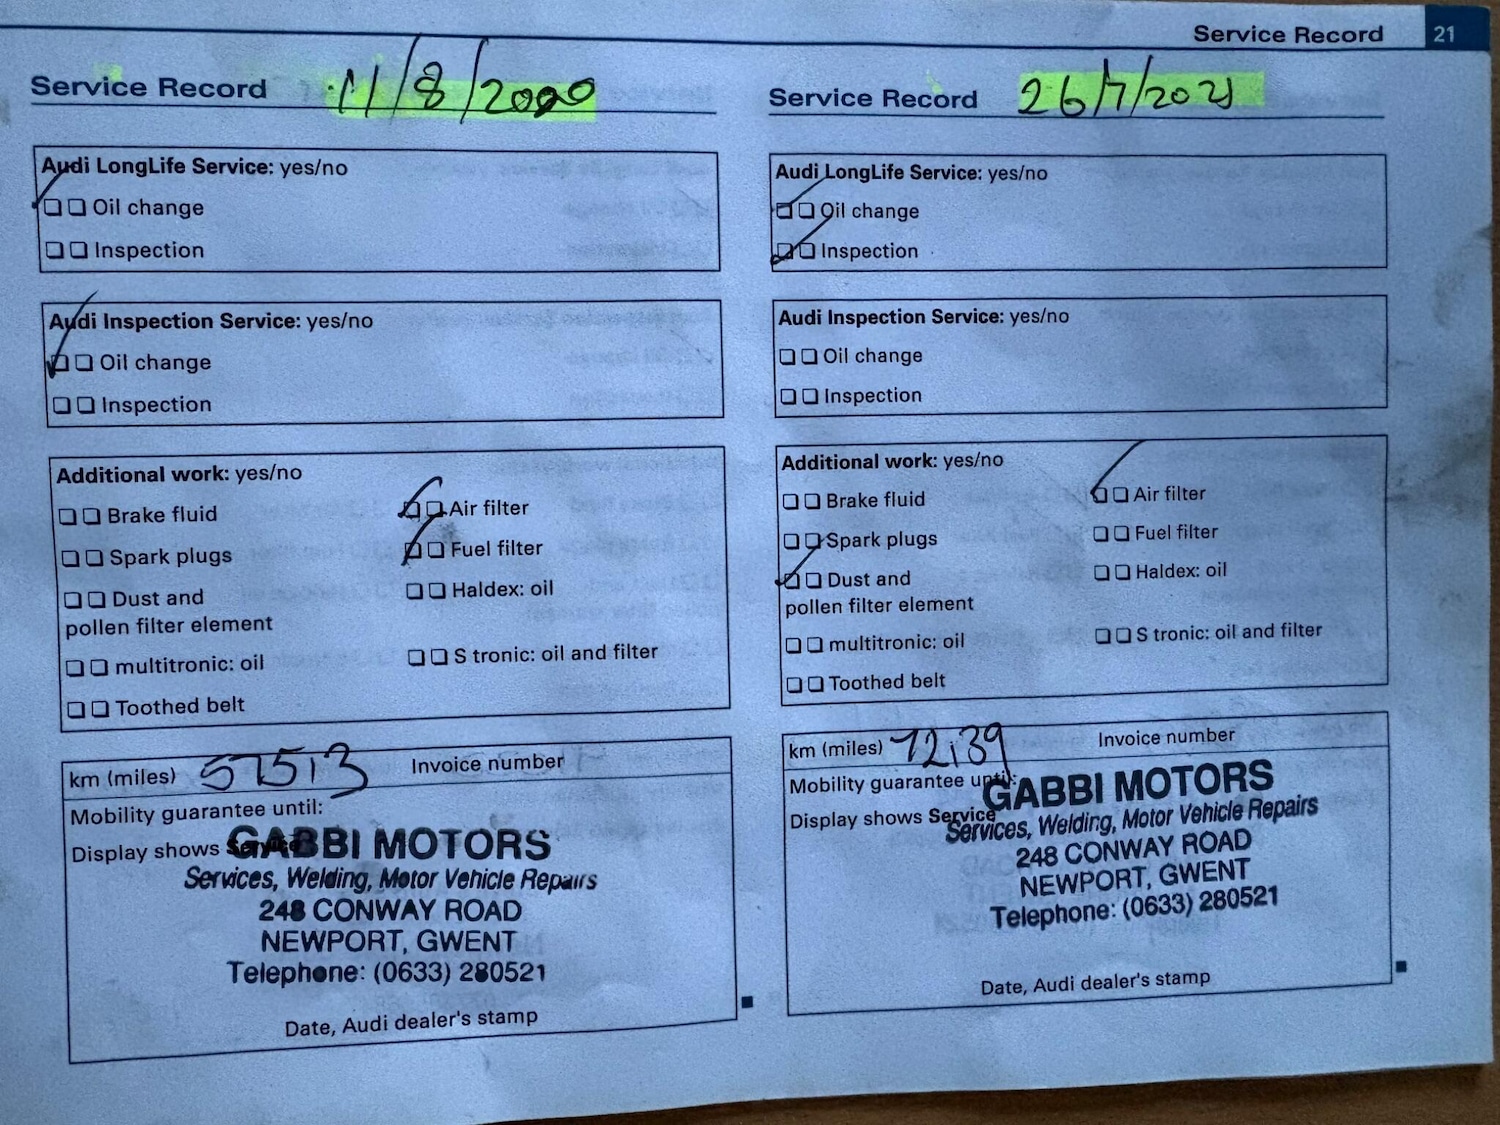 Service Record 21
Service Record 11/8/2020
Audi LongLife Service: yes/no
Oil change
Inspection
Audi Inspection Service: yes/no
Oil change
Inspection
Additional work: yes/no
Brake fluid
Air filter
Spark plugs
Fuel filter
Dust and
pollen filter element
Haldex: oil
multitronic: oil
S tronic: oil and filter
Toothed belt
km (miles) 57513 Invoice number
Mobility guarantee until:
Display shows Service
GABBI MOTORS
Services, Welding, Motor Vehicle Repairs
248 CONWAY ROAD
NEWPORT, GWENT
Telephone: (0633) 280521
Date, Audi dealer's stamp
Service Record 26/7/2021
Audi LongLife Service: yes/no
Oil change
Inspection
Audi Inspection Service: yes/no
Oil change
Inspection
Additional work: yes/no
Brake fluid
Air filter
Spark plugs
Fuel filter
Dust and
pollen filter element
Haldex: oil
multitronic: oil
S tronic: oil and filter
Toothed belt
km (miles) Invoice number
Mobility guarantee until:
Display shows Service
GABBI MOTORS
Services, Welding, Motor Vehicle Repairs
248 CONWAY ROAD
NEWPORT, GWENT
Telephone: (0633) 280521
Date, Audi dealer's stamp